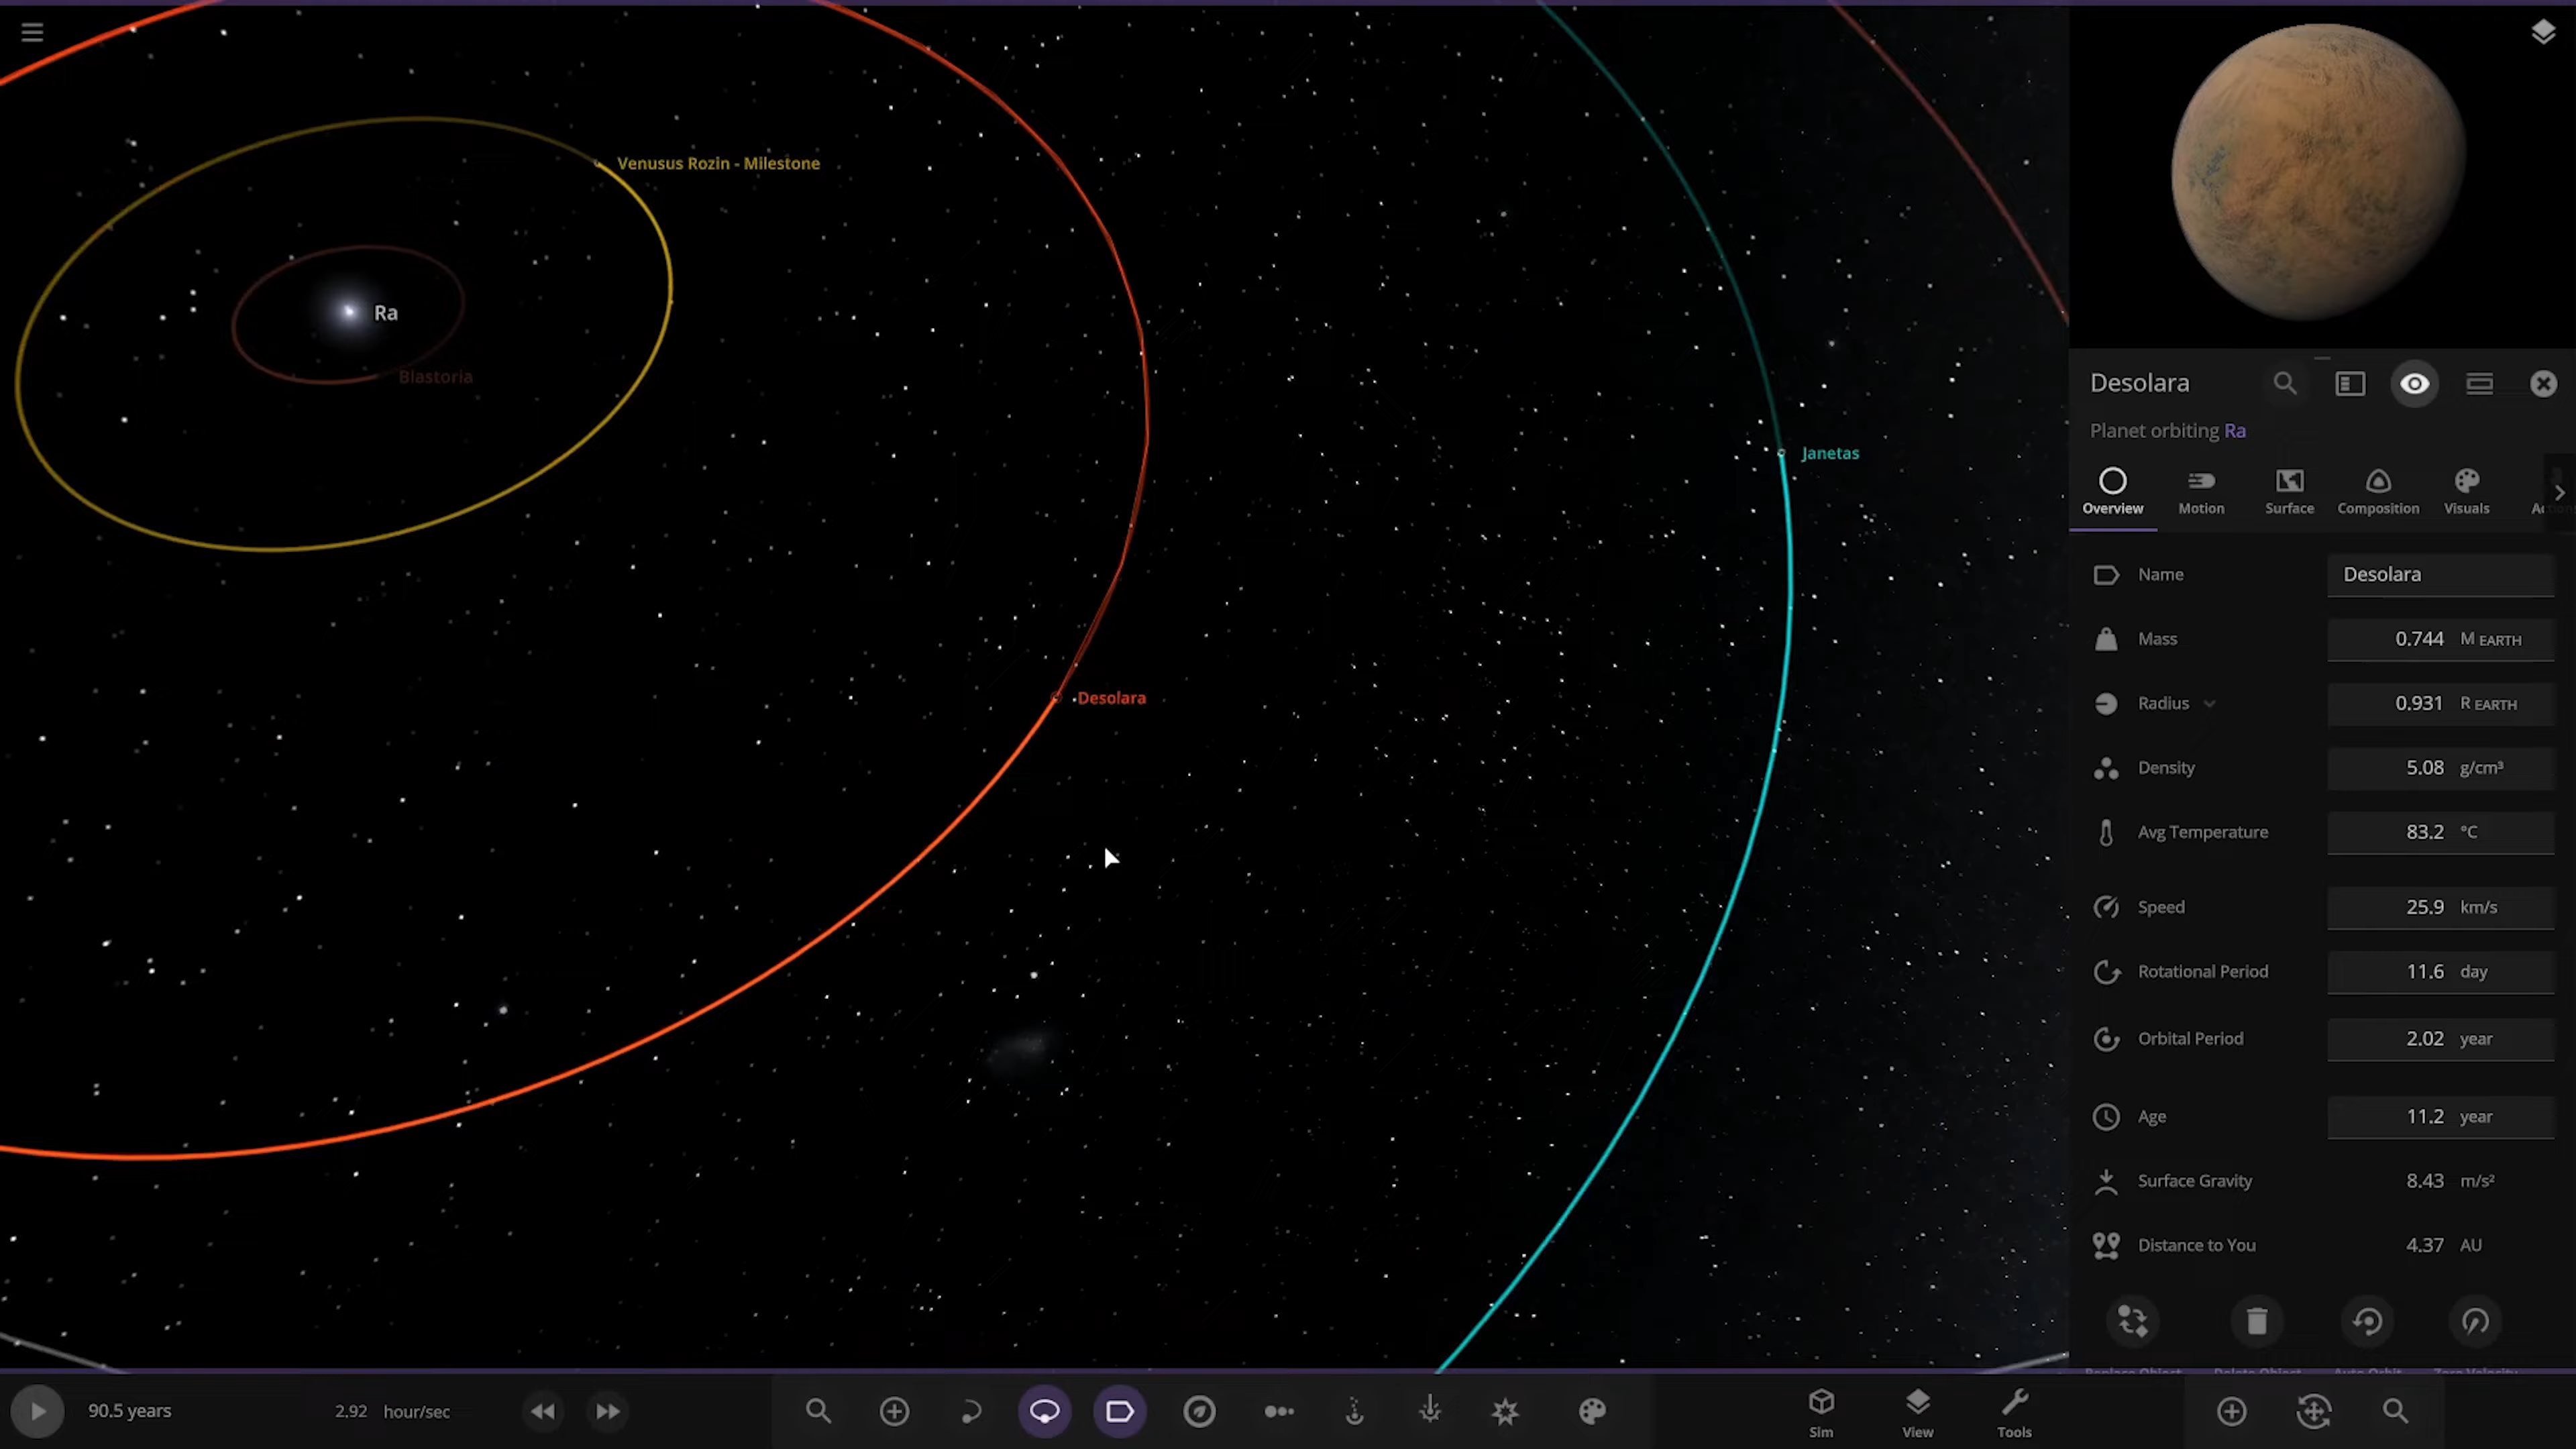 Venusus Rozin - Milestone
Ra
Blastoria
Janetas
Desolara
Desolara
Planet orbiting Ra
Overview
Motion
Surface
Composition
Visuals
Name
Desolara
Mass
0.744 M EARTH
Radius
0.931 R EARTH
Density
5.08 g/cm³
Avg Temperature
83.2 °C
Speed
25.9 km/s
Rotational Period
11.6 day
Orbital Period
2.02 year
Age
11.2 year
Surface Gravity
8.43 m/s²
Distance to You
4.37 AU
90.5 years
2.92 hour/sec
Sim
View
Tools